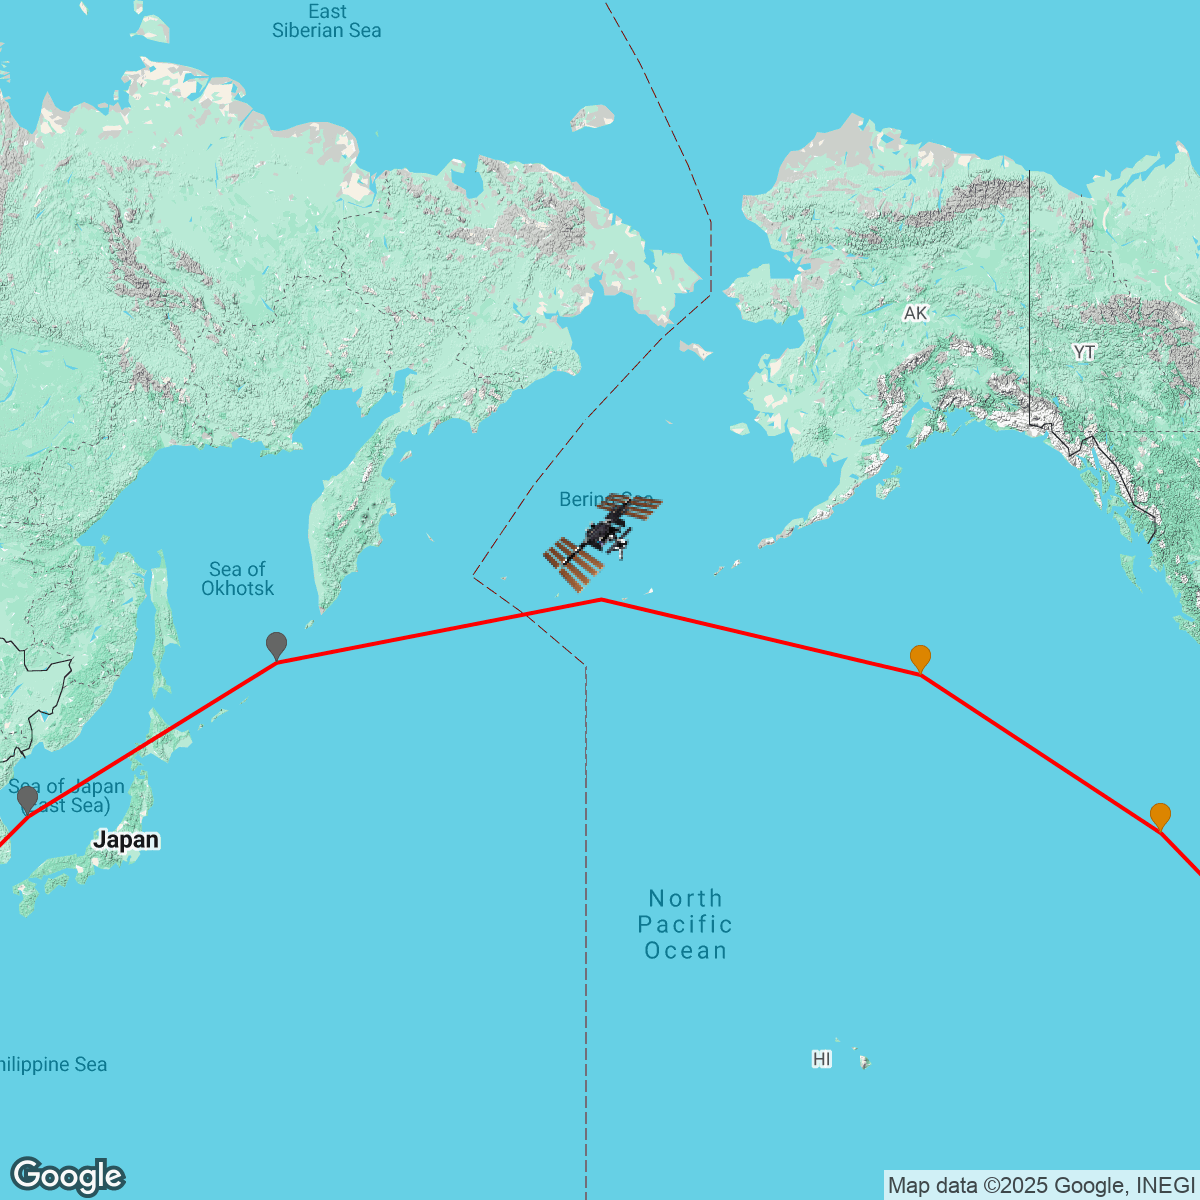 East
Siberian Sea
AK
YT
Bering Sea
Sea of
Okhotsk
Sea of Japan
(East Sea)
Japan
North
Pacific
Ocean
HI
hilippine Sea
Google
Map data ©2025 Google, INEGI